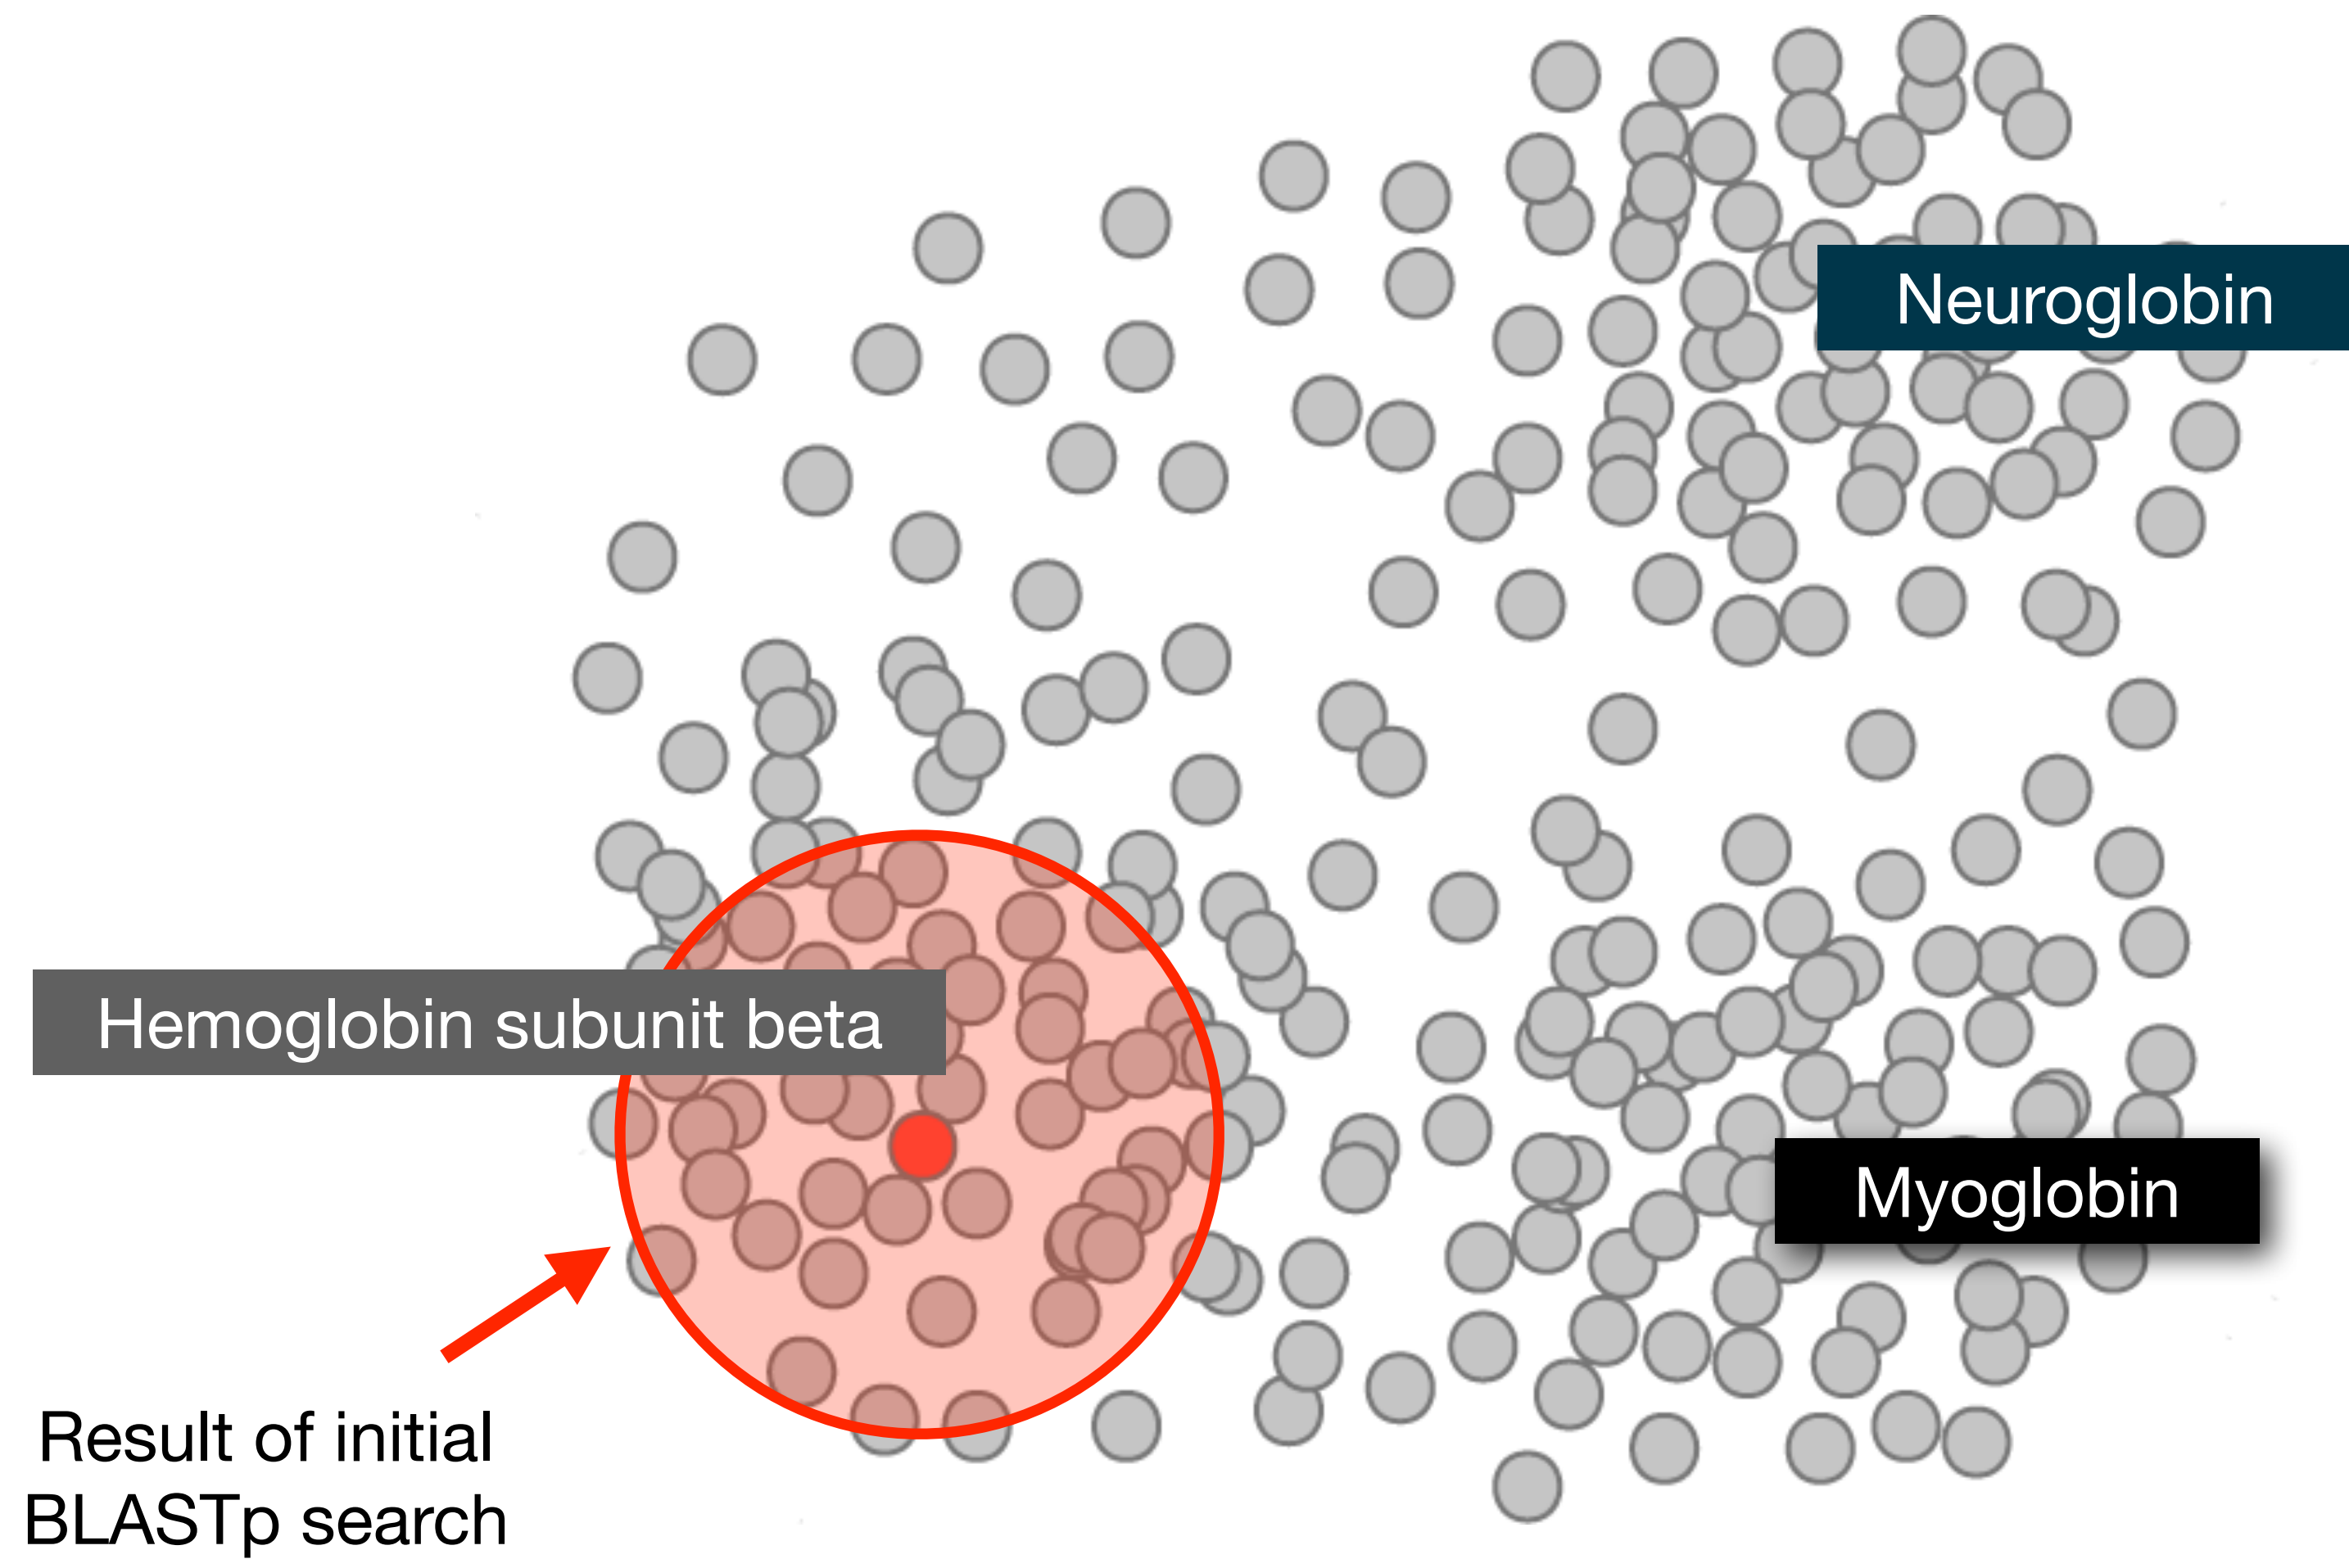 Neuroglobin
Hemoglobin subunit beta
Myoglobin
Result of initial
BLASTp search